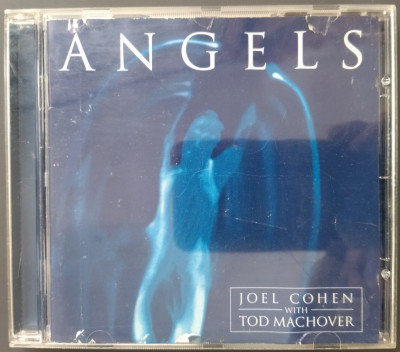 ANGELS
JOEL COHEN
WITH
TOD MACHOVER